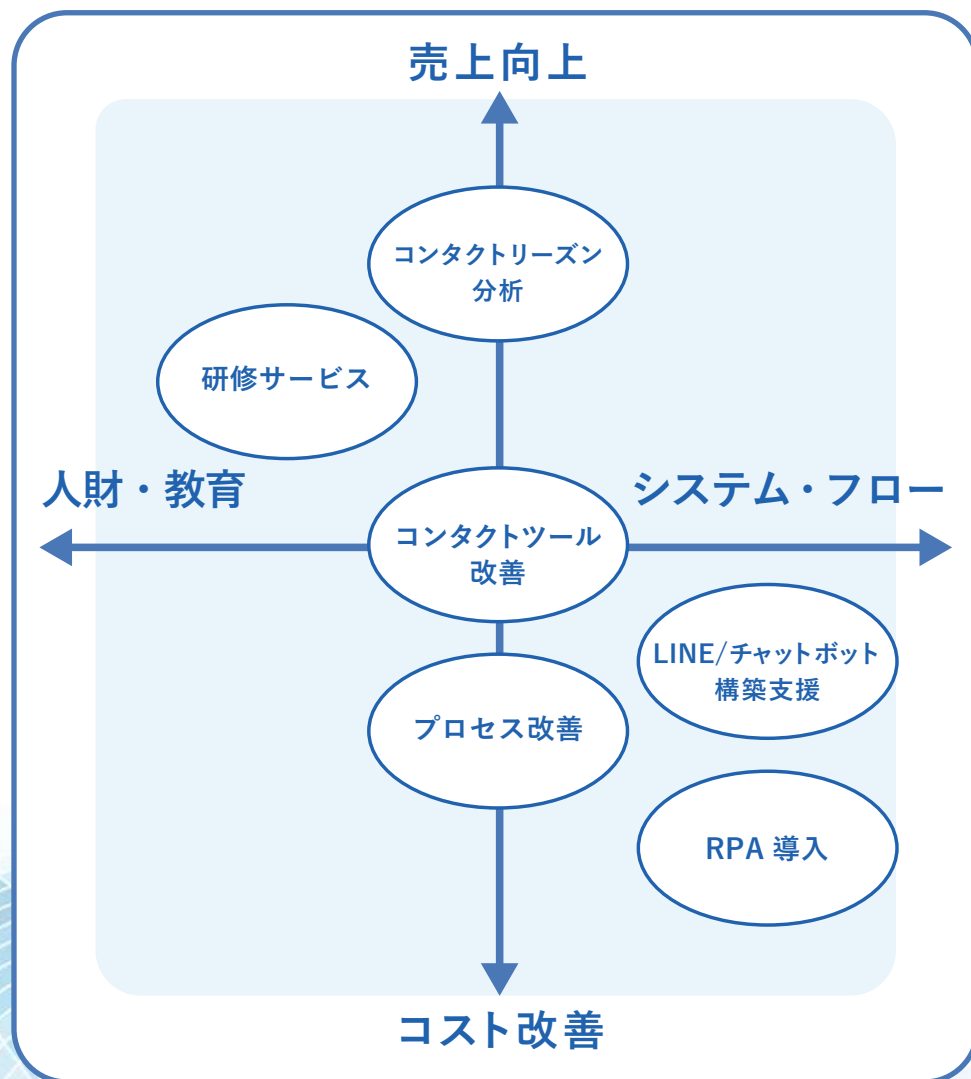 売上向上
コンタクトリーズン
分析
研修サービス
人財・教育
システム・フロー
コンタクトツール
改善
LINE/チャットボット
構築支援
プロセス改善
RPA 導入
コスト改善